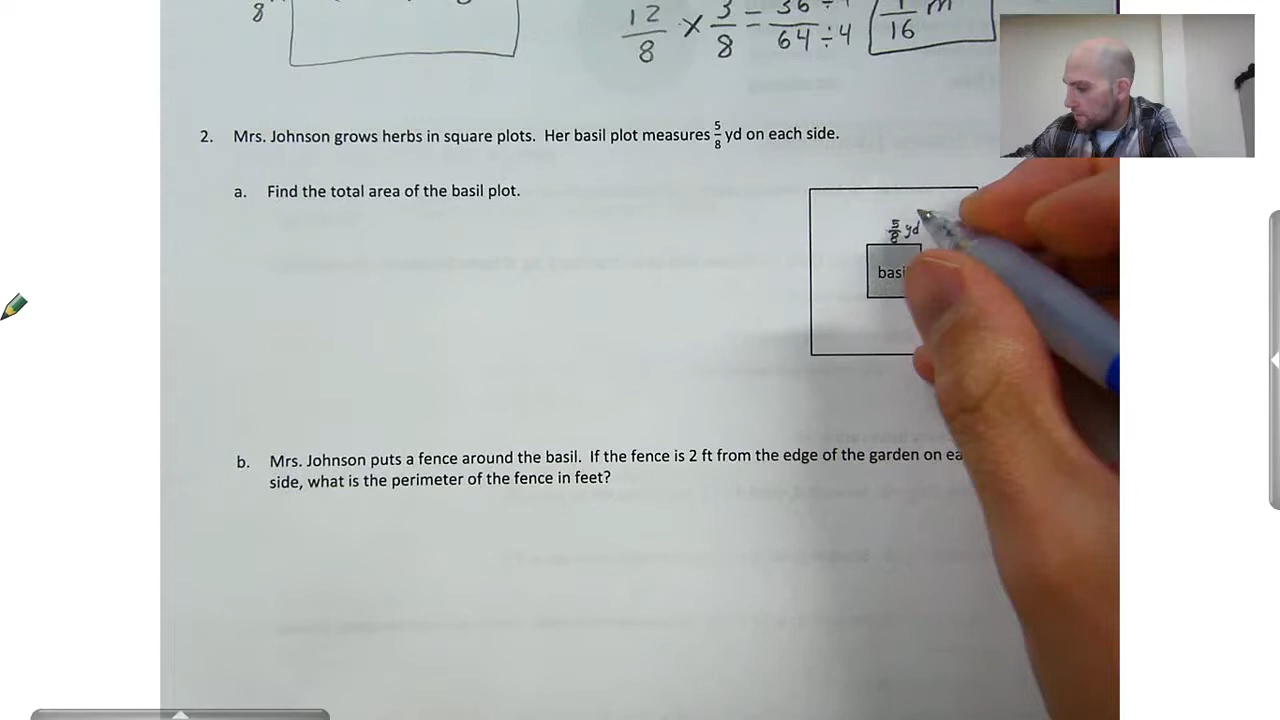 8
12/8 × 3/8 = 36/64 ÷4/÷4
16 m
2. Mrs. Johnson grows herbs in square plots. Her basil plot measures 5/8 yd on each side.
a. Find the total area of the basil plot.
5/8 yd
basi
b. Mrs. Johnson puts a fence around the basil. If the fence is 2 ft from the edge of the garden on ea
side, what is the perimeter of the fence in feet?